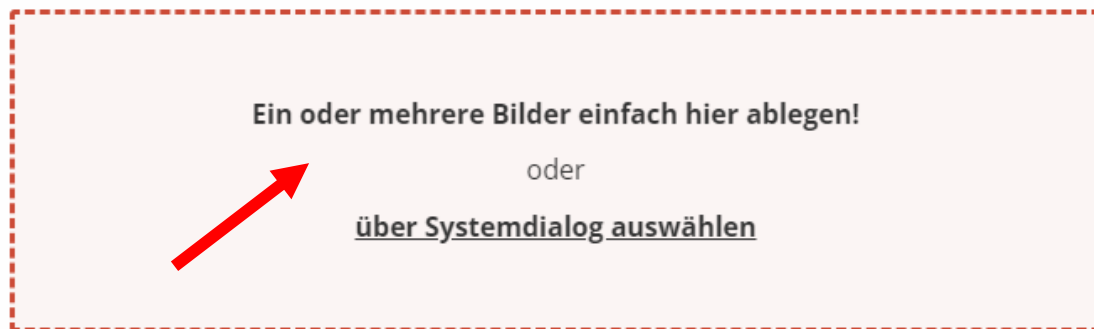 Ein oder mehrere Bilder einfach hier ablegen!
oder
über Systemdialog auswählen